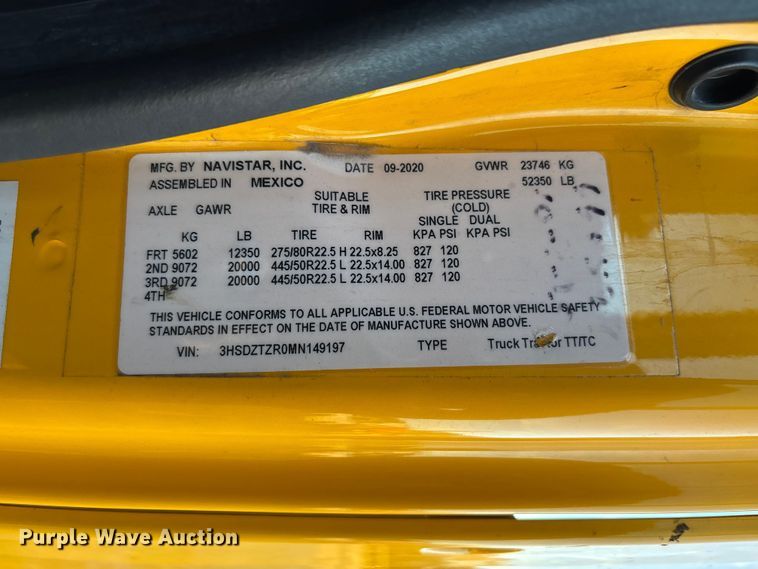 MFG. BY NAVISTAR, INC. DATE 09-2020 GVWR 23746 KG
ASSEMBLED IN MEXICO 52350 LB
SUITABLE TIRE PRESSURE
AXLE GAWR TIRE & RIM (COLD)
SINGLE DUAL
KG LB TIRE RIM KPA PSI KPA PSI
FRT 5602 12350 275/80R22.5 H 22.5x8.25 827 120
2ND 9072 20000 445/50R22.5 L 22.5x14.00 827 120
3RD 9072 20000 445/50R22.5 L 22.5x14.00 827 120
4TH
THIS VEHICLE CONFORMS TO ALL APPLICABLE U.S. FEDERAL MOTOR VEHICLE SAFETY
STANDARDS IN EFFECT ON THE DATE OF MANUFACTURE SHOWN ABOVE.
VIN: 3HSDZTZR0MN149197 TYPE Truck Tractor TT/TC
Purple Wave Auction